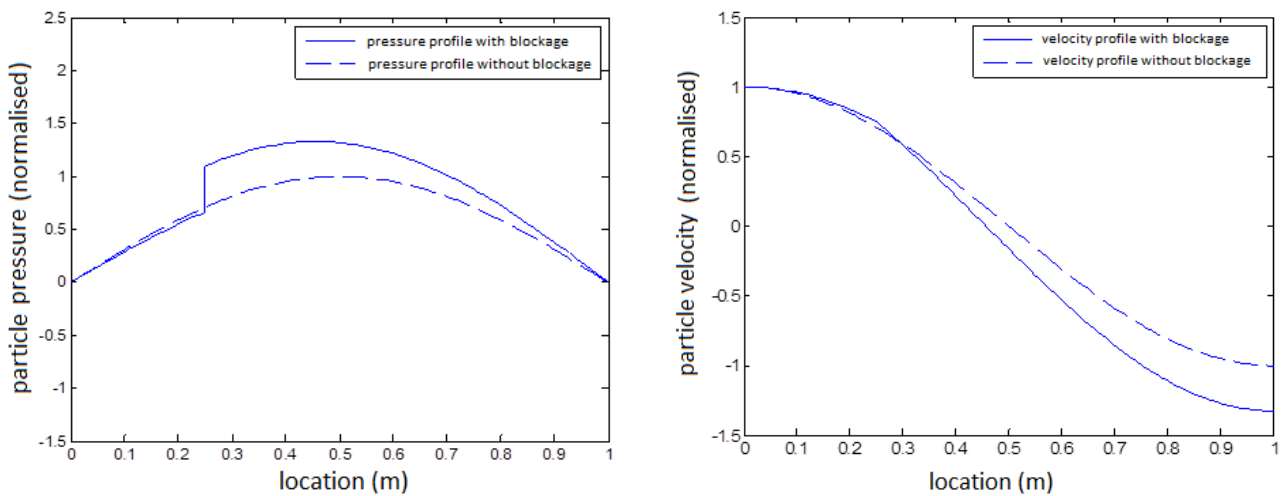 2.5
2
1.5
1
0.5
0
-0.5
-1
-1.5
0 0.1 0.2 0.3 0.4 0.5 0.6 0.7 0.8 0.9 1
particle pressure (normalised)
location (m)
pressure profile with blockage
pressure profile without blockage
1.5
1
0.5
0
-0.5
-1
-1.5
0 0.1 0.2 0.3 0.4 0.5 0.6 0.7 0.8 0.9 1
particle velocity (normalised)
location (m)
velocity profile with blockage
velocity profile without blockage